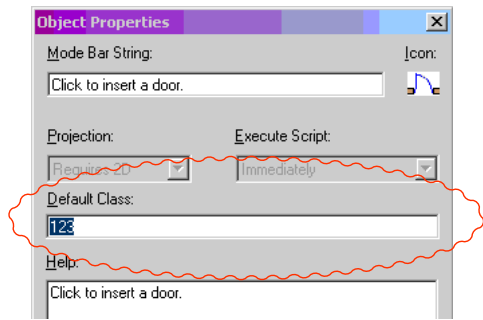 Object Properties
Mode Bar String:
Icon:
Click to insert a door.
Projection:
Execute Script:
Requires 2D
Immediately
Default Class:
123
Help:
Click to insert a door.